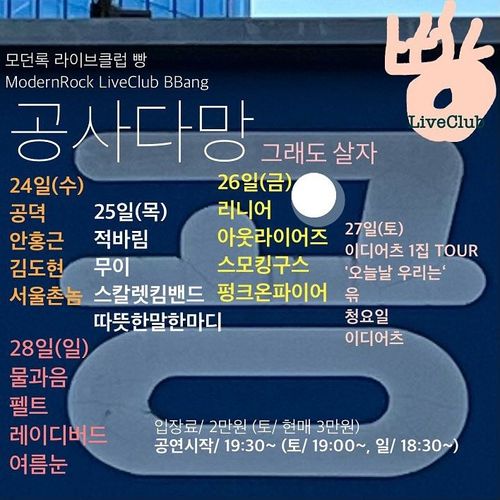 모던록 라이브클럽 빵
ModernRock LiveClub BBang
빵
LiveClub
공사다망
그래도 살자
24일(수)
공덕
안홍근
김도현
서울촌놈
25일(목)
적바림
무이
스칼렛킴밴드
따뜻한말한마디
26일(금)
리니어
아웃라이어즈
스모킹구스
펑크온파이어
27일(토)
이디어츠 1집 TOUR
'오늘날 우리는'
윾
청요일
이디어츠
28일(일)
물과음
펠트
레이디버드
여름눈
입장료/ 2만원 (토/ 현매 3만원)
공연시작/ 19:30~ (토/ 19:00~, 일/ 18:30~)